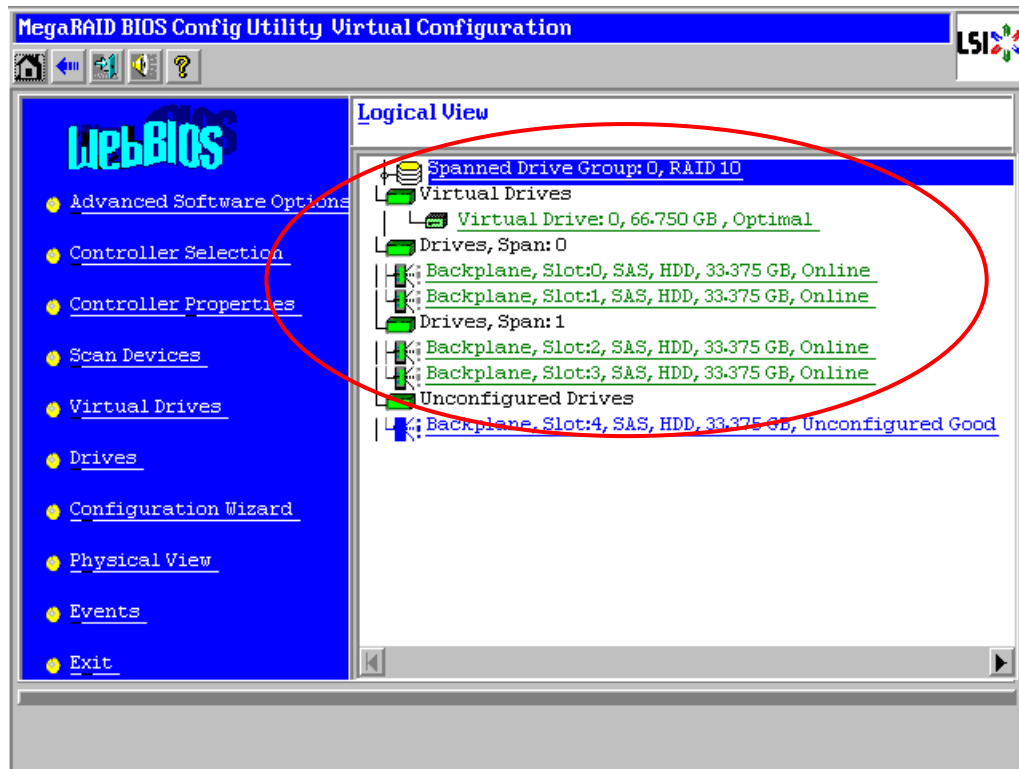 MegaRAID BIOS Config Utility Virtual Configuration
LSI
WebBIOS
Advanced Software Options
Controller Selection
Controller Properties
Scan Devices
Virtual Drives
Drives
Configuration Wizard
Physical View
Events
Exit
Logical View
Spanned Drive Group: 0, RAID 10
Virtual Drives
Virtual Drive: 0, 66.750 GB , Optimal
Drives, Span: 0
Backplane, Slot:0, SAS, HDD, 33.375 GB, Online
Backplane, Slot:1, SAS, HDD, 33.375 GB, Online
Drives, Span: 1
Backplane, Slot:2, SAS, HDD, 33.375 GB, Online
Backplane, Slot:3, SAS, HDD, 33.375 GB, Online
Unconfigured Drives
Backplane, Slot:4, SAS, HDD, 33.375 GB, Unconfigured Good